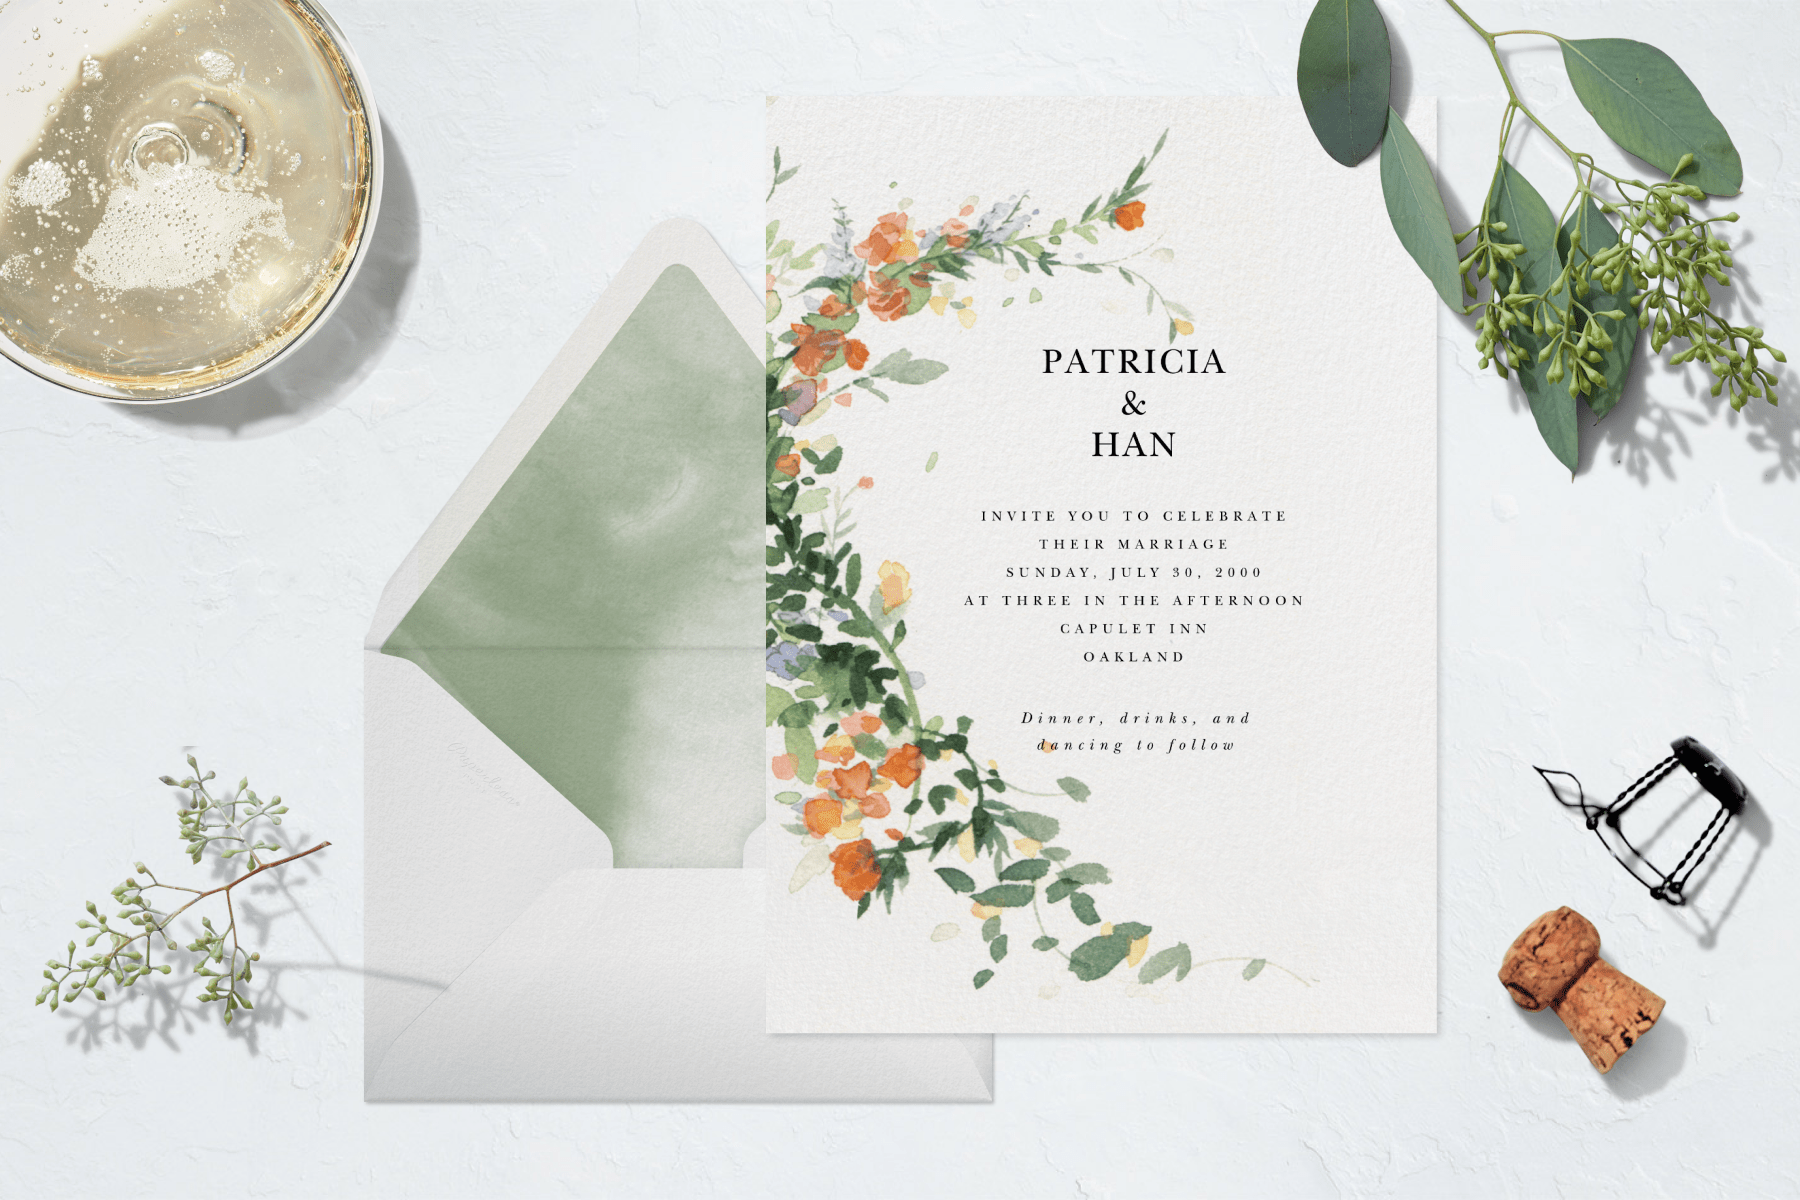 PATRICIA
&
HAN
INVITE YOU TO CELEBRATE
THEIR MARRIAGE
SUNDAY, JULY 30, 2000
AT THREE IN THE AFTERNOON
CAPULET INN
OAKLAND
Dinner, drinks, and
dancing to follow